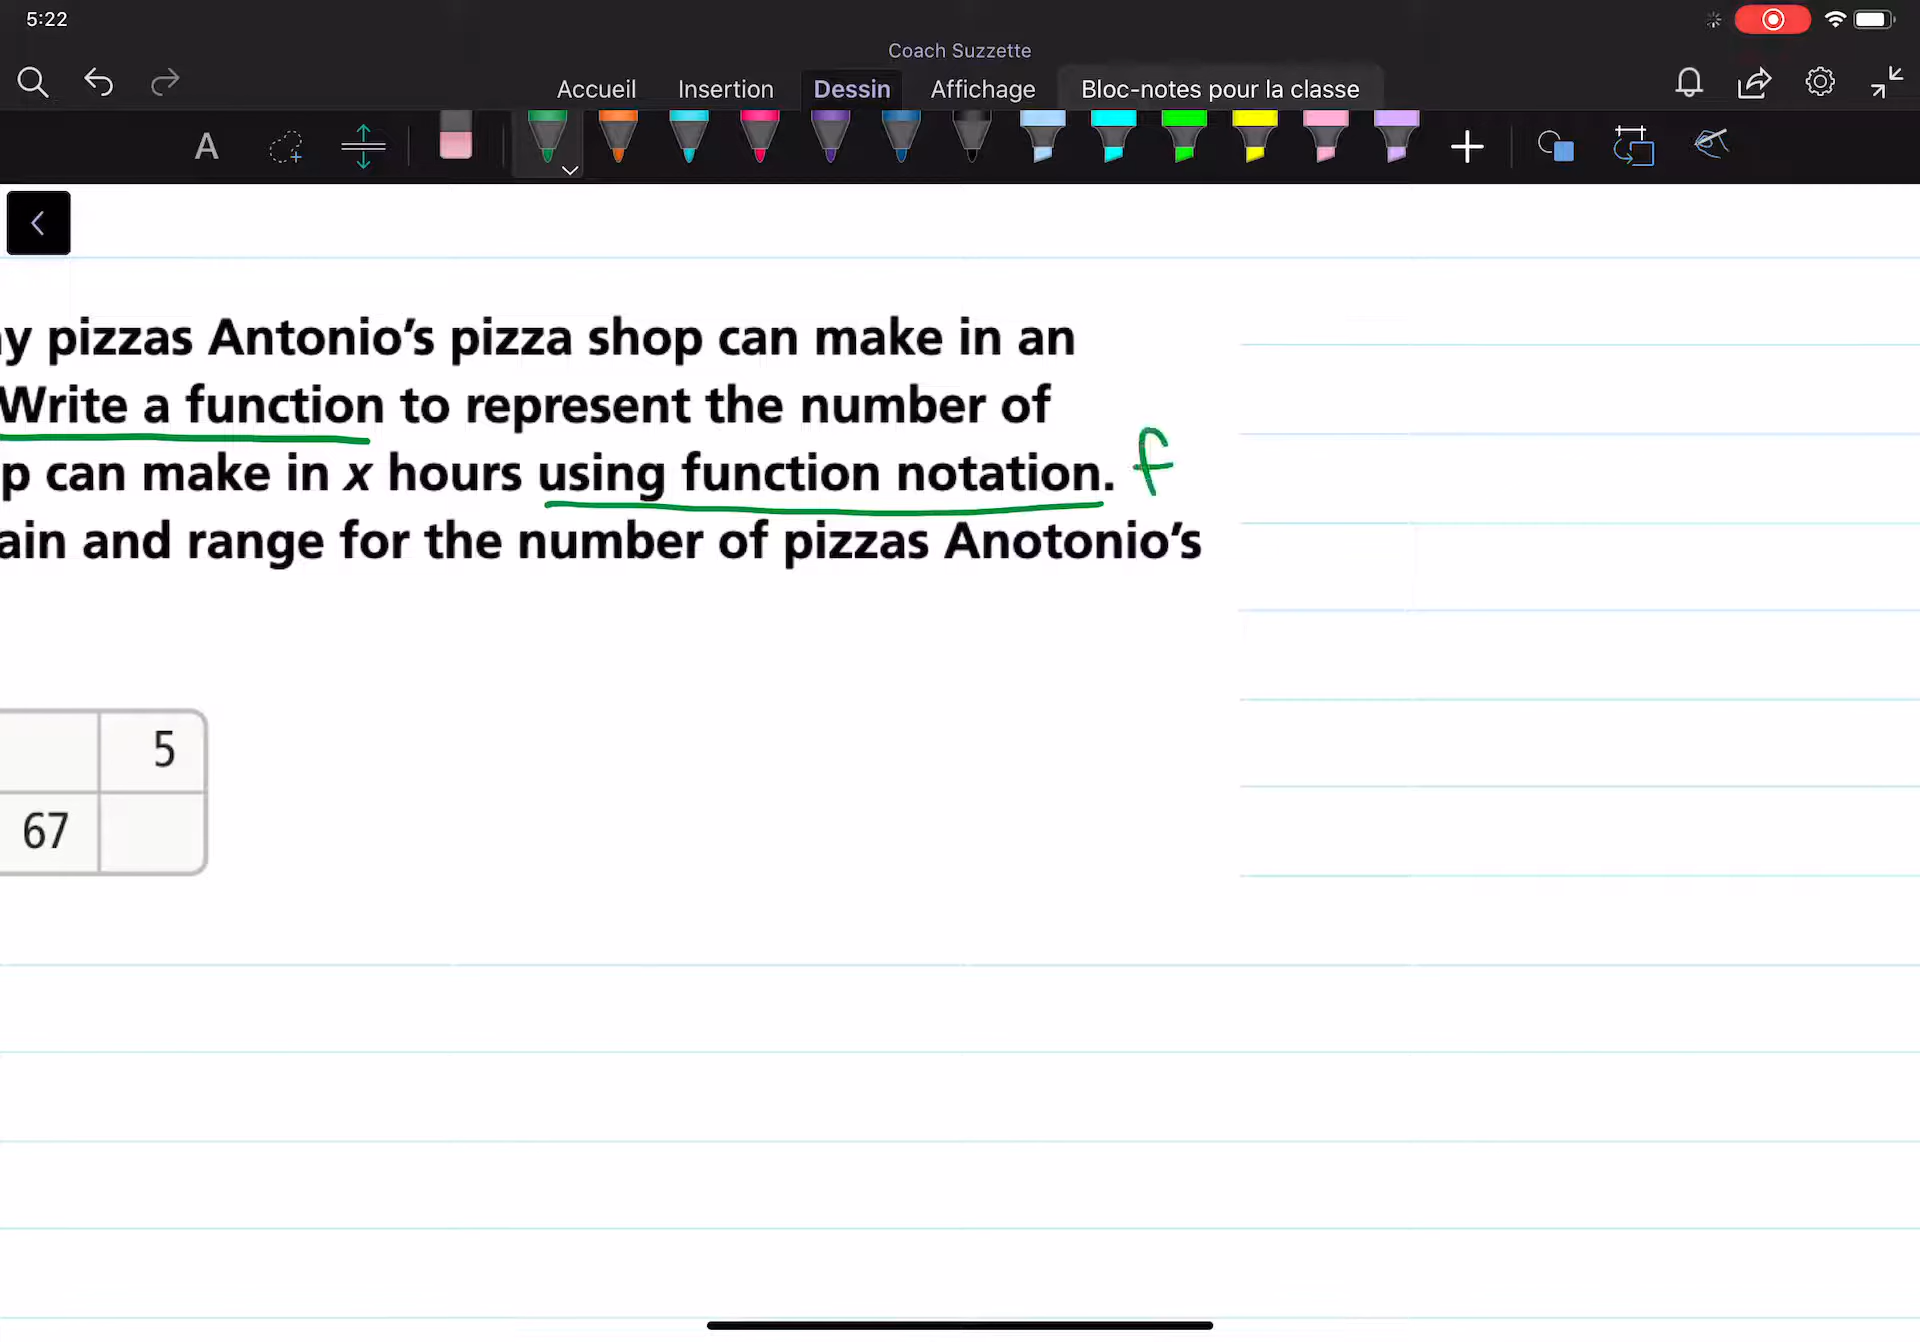 5:22
Coach Suzzette
Accueil Insertion Dessin Affichage Bloc-notes pour la classe
A
pizzas Antonio’s pizza shop can make in an
Write a function to represent the number of
p can make in x hours using function notation. f
ain and range for the number of pizzas Anotonio’s
5
67